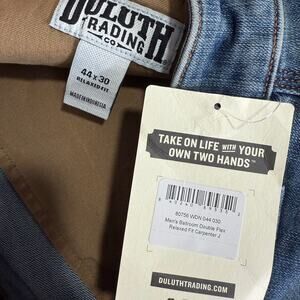 DULUTH
TRADING
CO
44 x 30
RELAXED FIT
MADE IN INDONESIA
TAKE ON LIFE WITH YOUR
OWN TWO HANDS™
80756 WDN 044 030
Men's Ballroom Double Flex
Relaxed Fit Carpenter J
DULUTHTRADING.COM